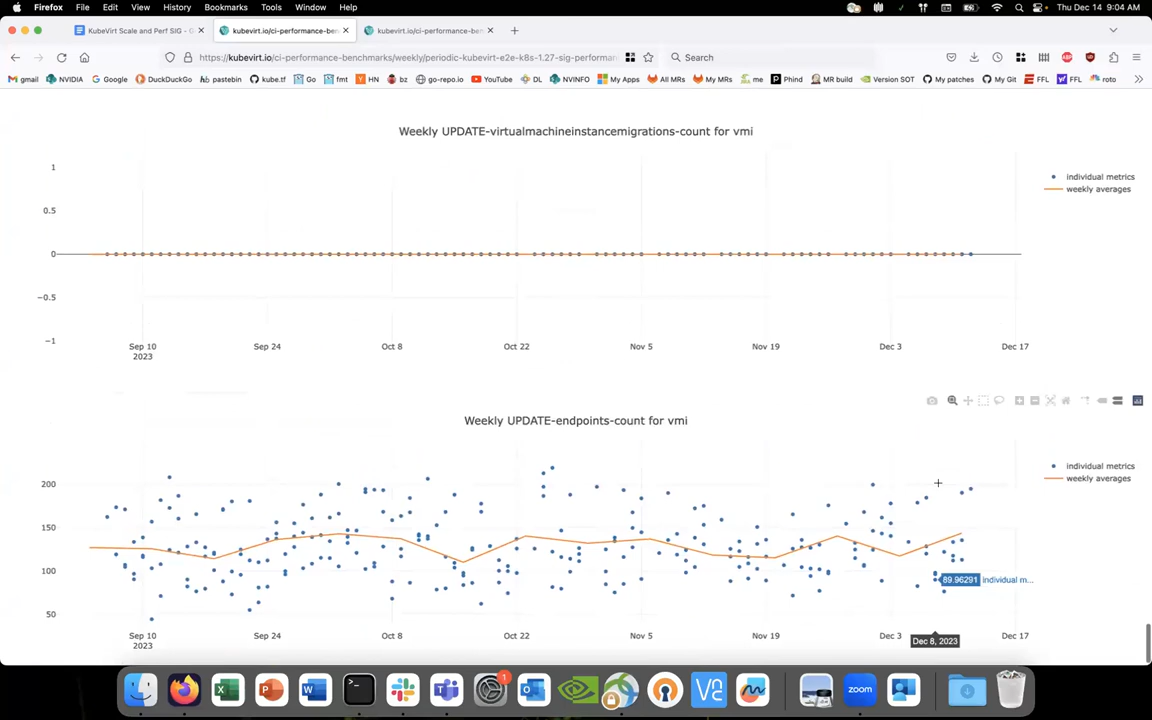 Firefox File Edit View History Bookmarks Tools Window Help Thu Dec 14 9:04 AM
KubeVirt Scale and Perf SIG - G kubevirt.io/ci-performance-ben kubevirt.io/ci-performance-ben
https://kubevirt.io/ci-performance-benchmarks/weekly/periodic-kubevirt-e2e-k8s-1.27-sig-performan Search
gmail NVIDIA Google DuckDuckGo pastebin kube.tf Go fmt HN bz go-repo.io YouTube DL NVINFO My Apps All MRs My MRs me Phind MR build Version SOT My patches My Git FFL FFL roto
Weekly UPDATE-virtualmachineinstancemigrations-count for vmi
1
individual metrics
weekly averages
0.5
0
−0.5
−1
Sep 10 Sep 24 Oct 8 Oct 22 Nov 5 Nov 19 Dec 3 Dec 17
2023
Weekly UPDATE-endpoints-count for vmi
individual metrics
weekly averages
200
150
100
89.96291 individual m...
50
Sep 10 Sep 24 Oct 8 Oct 22 Nov 5 Nov 19 Dec 3 Dec 17
2023
Dec 8, 2023
1
zoom